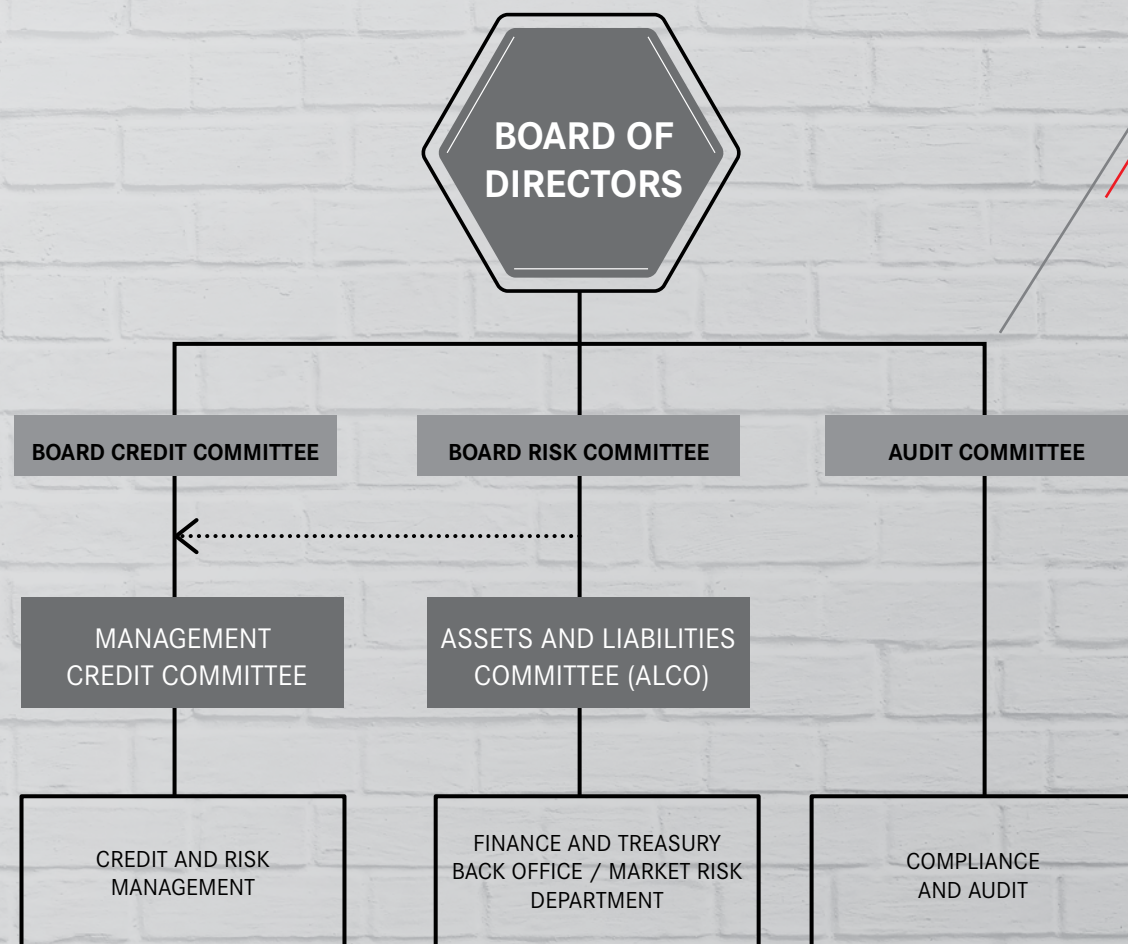 BOARD OF
DIRECTORS
BOARD CREDIT COMMITTEE
BOARD RISK COMMITTEE
AUDIT COMMITTEE
MANAGEMENT
CREDIT COMMITTEE
ASSETS AND LIABILITIES
COMMITTEE (ALCO)
CREDIT AND RISK
MANAGEMENT
FINANCE AND TREASURY
BACK OFFICE / MARKET RISK
DEPARTMENT
COMPLIANCE
AND AUDIT